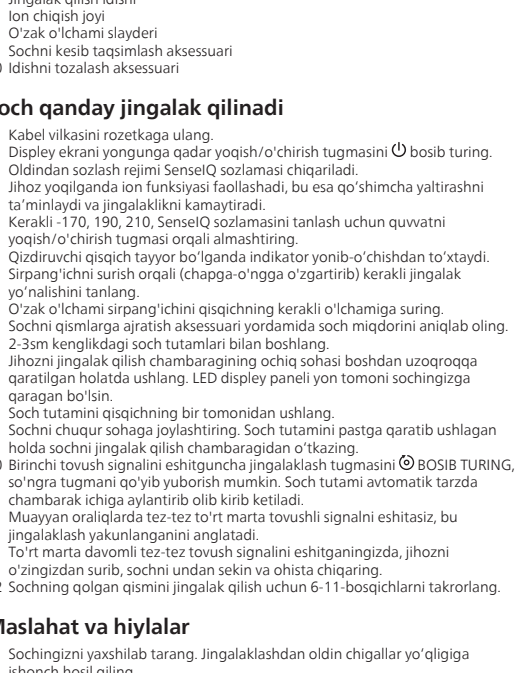 Jingalak qilish idishi
Ion chiqish joyi
O'zak o'lchami slayderi
Sochni kesib taqsimlash aksessuari
Idishni tozalash aksessuari
qanday jingalak qilinadi
Kabel vilkasini rozetkaga ulang.
Displey ekrani yongunga qadar yoqish/o'chirish tugmasini bosib turing.
Oldindan sozlash rejimi SenseIQ sozlamasi chiqariladi.
Jihoz yoqilganda ion funksiyasi faollashadi, bu esa qo‘shimcha yaltirashni
ta’minlaydi va jingalaklikni kamaytiradi.
Kerakli -170, 190, 210, SenseIQ sozlamasini tanlash uchun quvvatni
yoqish/o'chirish tugmasi orqali almashtiring.
Qizdiruvchi qisqich tayyor bo‘lganda indikator yonib-o‘chishdan to‘xtaydi.
Sirpang'ichni surish orqali (chapga-o'ngga o'zgartirib) kerakli jingalak
yo‘nalishini tanlang.
O'zak o'lchami sirpang'ichini qisqichning kerakli o'lchamiga suring.
Sochni qismlarga ajratish aksessuari yordamida soch miqdorini aniqlab oling.
2-3sm kenglikdagi soch tutamlari bilan boshlang.
Jihozni jingalak qilish chambaragining ochiq sohasi boshdan uzoqroqqa
qaratilgan holatda ushlang. LED display paneli yon tomoni sochingizga
qaragan bo'lsin.
Soch tutamini qisqichning bir tomonidan ushlang.
Sochni chuqur sohaga joylashtiring. Soch tutamini pastga qaratib ushlagan
holda sochni jingalak qilish chambaragidan o‘tkazing.
Birinchi tovush signalini eshitguncha jingalaklash tugmasini BOSIB TURING,
so'ngra tugmani qo'yib yuborish mumkin. Soch tutami avtomatik tarzda
chambarak ichiga aylantirib olib kirib ketiladi.
Muayyan oraliqlarda tez-tez to'rt marta tovushli signalni eshitasiz, bu
jingalaklash yakunlanganini anglatadi.
To'rt marta davomli tez-tez tovush signalini eshitganingizda, jihozni
o'zingizdan surib, sochni undan sekin va ohista chiqaring.
Sochning qolgan qismini jingalak qilish uchun 6-11-bosqichlarni takrorlang.
va hiylalar
Sochingizni yaxshilab tarang. Jingalaklashdan oldin chigallar yo‘qligiga
ishonch hosil qiling.